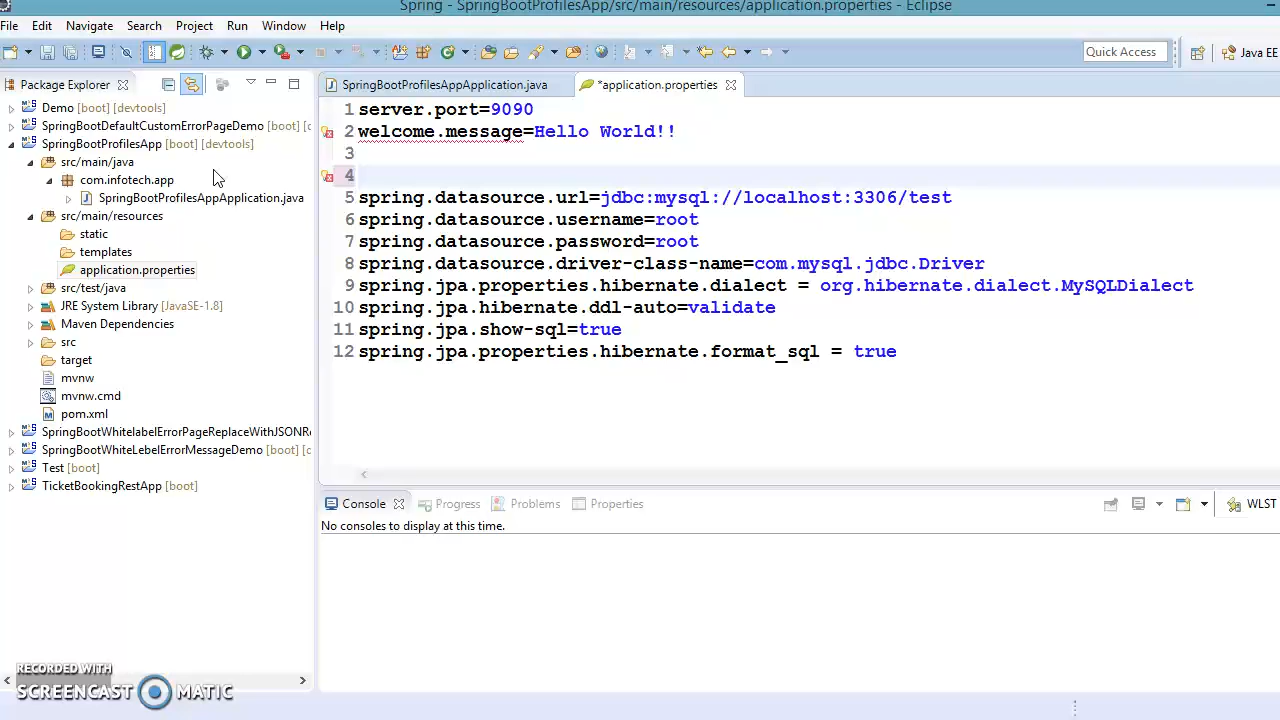 Spring - SpringBootProfilesApp/src/main/resources/application.properties - Eclipse
File Edit Navigate Search Project Run Window Help
Quick Access
Java EE
Package Explorer
SpringBootProfilesAppApplication.java
*application.properties
Demo [boot] [devtools]
SpringBootDefaultCustomErrorPageDemo [boot] [c
SpringBootProfilesApp [boot] [devtools]
src/main/java
com.infotech.app
SpringBootProfilesAppApplication.java
src/main/resources
static
templates
application.properties
src/test/java
JRE System Library [JavaSE-1.8]
Maven Dependencies
src
target
mvnw
mvnw.cmd
pom.xml
SpringBootWhitelabelErrorPageReplaceWithJSONRe
SpringBootWhiteLebelErrorMessageDemo [boot] [c
Test [boot]
TicketBookingRestApp [boot]
1 server.port=9090
2 welcome.message=Hello World!!
3
4
5 spring.datasource.url=jdbc:mysql://localhost:3306/test
6 spring.datasource.username=root
7 spring.datasource.password=root
8 spring.datasource.driver-class-name=com.mysql.jdbc.Driver
9 spring.jpa.properties.hibernate.dialect = org.hibernate.dialect.MySQLDialect
10 spring.jpa.hibernate.ddl-auto=validate
11 spring.jpa.show-sql=true
12 spring.jpa.properties.hibernate.format_sql = true
Console Progress Problems Properties
WLST
No consoles to display at this time.
RECORDED WITH
SCREENCAST MATIC